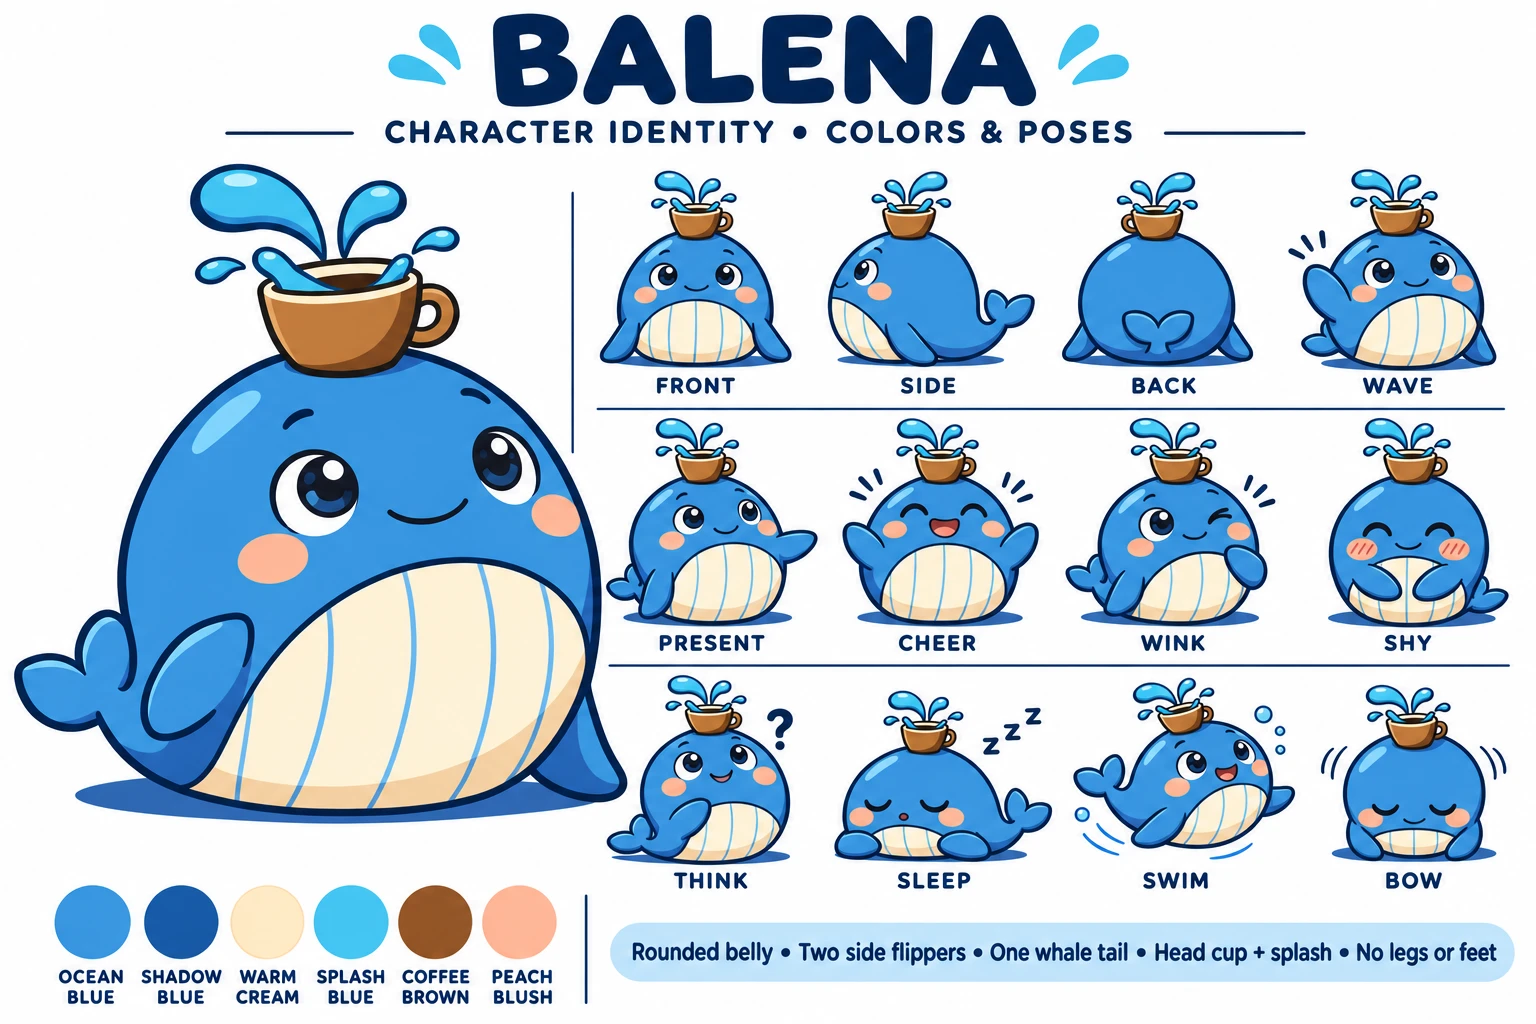 BALENA
CHARACTER IDENTITY • COLORS & POSES
FRONT
SIDE
BACK
WAVE
PRESENT
CHEER
WINK
SHY
?
z z z
THINK
SLEEP
SWIM
BOW
OCEAN BLUE
SHADOW BLUE
WARM CREAM
SPLASH BLUE
COFFEE BROWN
PEACH BLUSH
Rounded belly • Two side flippers • One whale tail • Head cup + splash • No legs or feet